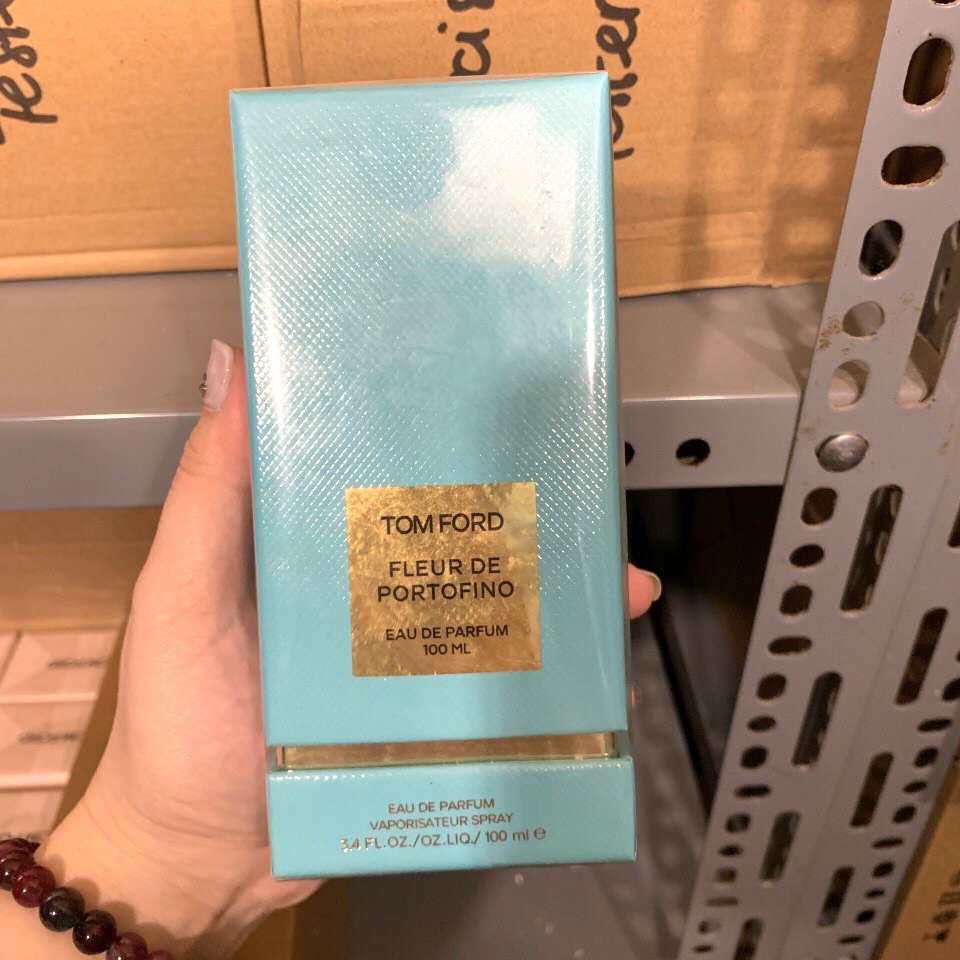 TOM FORD
FLEUR DE
PORTOFINO
EAU DE PARFUM
100 ML
EAU DE PARFUM
VAPORISATEUR SPRAY
3.4 FL.OZ./OZ.LIQ./ 100 ml ℮